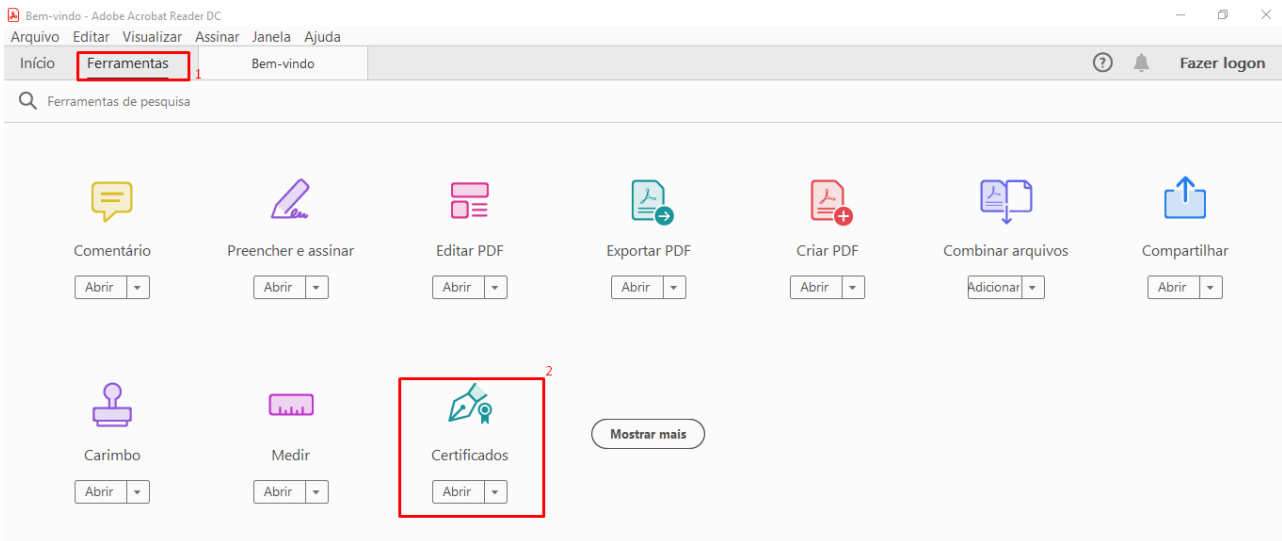 Bem-vindo - Adobe Acrobat Reader DC
Arquivo Editar Visualizar Assinar Janela Ajuda
Início Ferramentas 1 Bem-vindo ? Fazer logon
Ferramentas de pesquisa
Comentário Preencher e assinar Editar PDF Exportar PDF Criar PDF Combinar arquivos Compartilhar
Abrir Abrir Abrir Abrir Abrir Adicionar Abrir
2
Mostrar mais
Carimbo Medir Certificados
Abrir Abrir Abrir